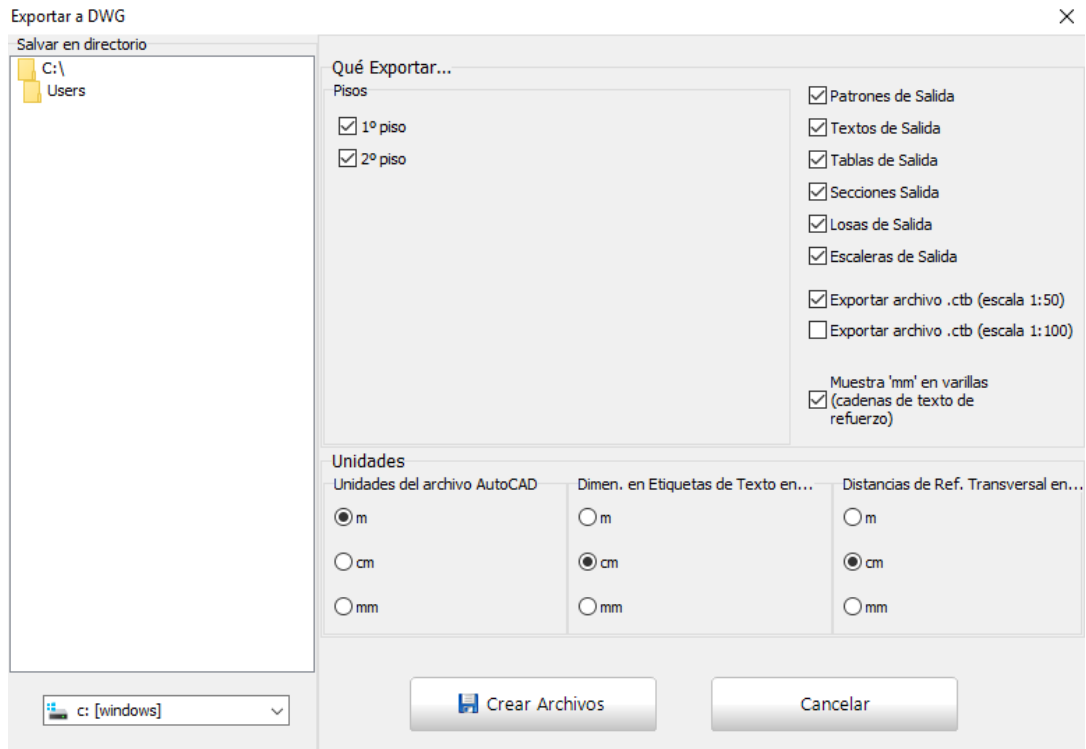 Exportar a DWG
Salvar en directorio
C:\
Users
Qué Exportar...
Pisos
1º piso
2º piso
Patrones de Salida
Textos de Salida
Tablas de Salida
Secciones Salida
Losas de Salida
Escaleras de Salida
Exportar archivo .ctb (escala 1:50)
Exportar archivo .ctb (escala 1:100)
Muestra 'mm' en varillas
(cadenas de texto de
refuerzo)
Unidades
Unidades del archivo AutoCAD
m
cm
mm
Dimen. en Etiquetas de Texto en...
m
cm
mm
Distancias de Ref. Transversal en...
m
cm
mm
c: [windows]
Crear Archivos
Cancelar